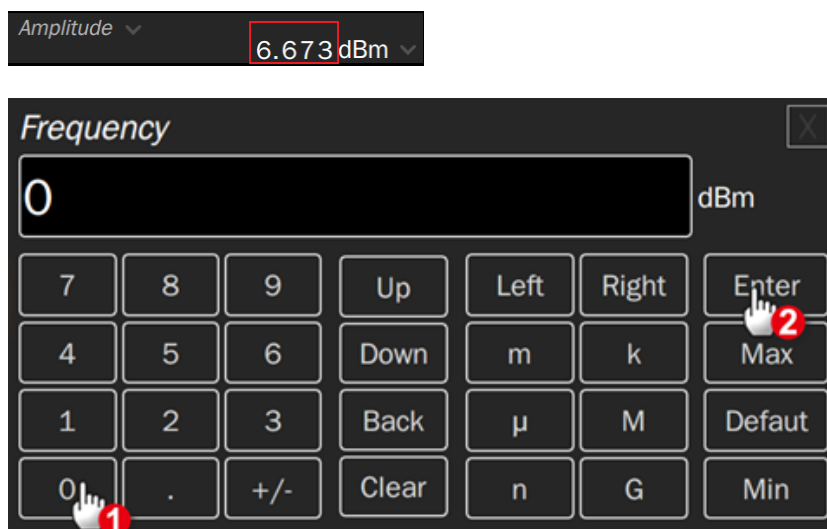 Amplitude
6.673 dBm
Frequency
0 dBm
7 8 9 Up Left Right Enter
2
4 5 6 Down m k Max
1 2 3 Back µ M Defaut
0 . +/- Clear n G Min
1